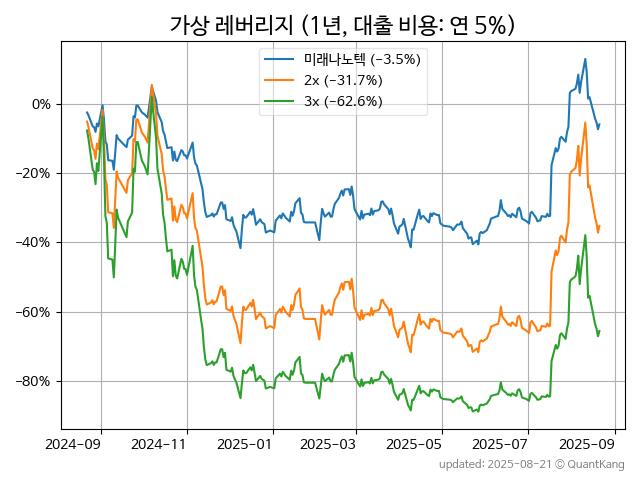 가상 레버리지 (1년, 대출 비용: 연 5%)
미래나노텍 (-3.5%)
2x (-31.7%)
3x (-62.6%)
0%
−20%
−40%
−60%
−80%
2024-09 2024-11 2025-01 2025-03 2025-05 2025-07 2025-09
updated: 2025-08-21 © QuantKang